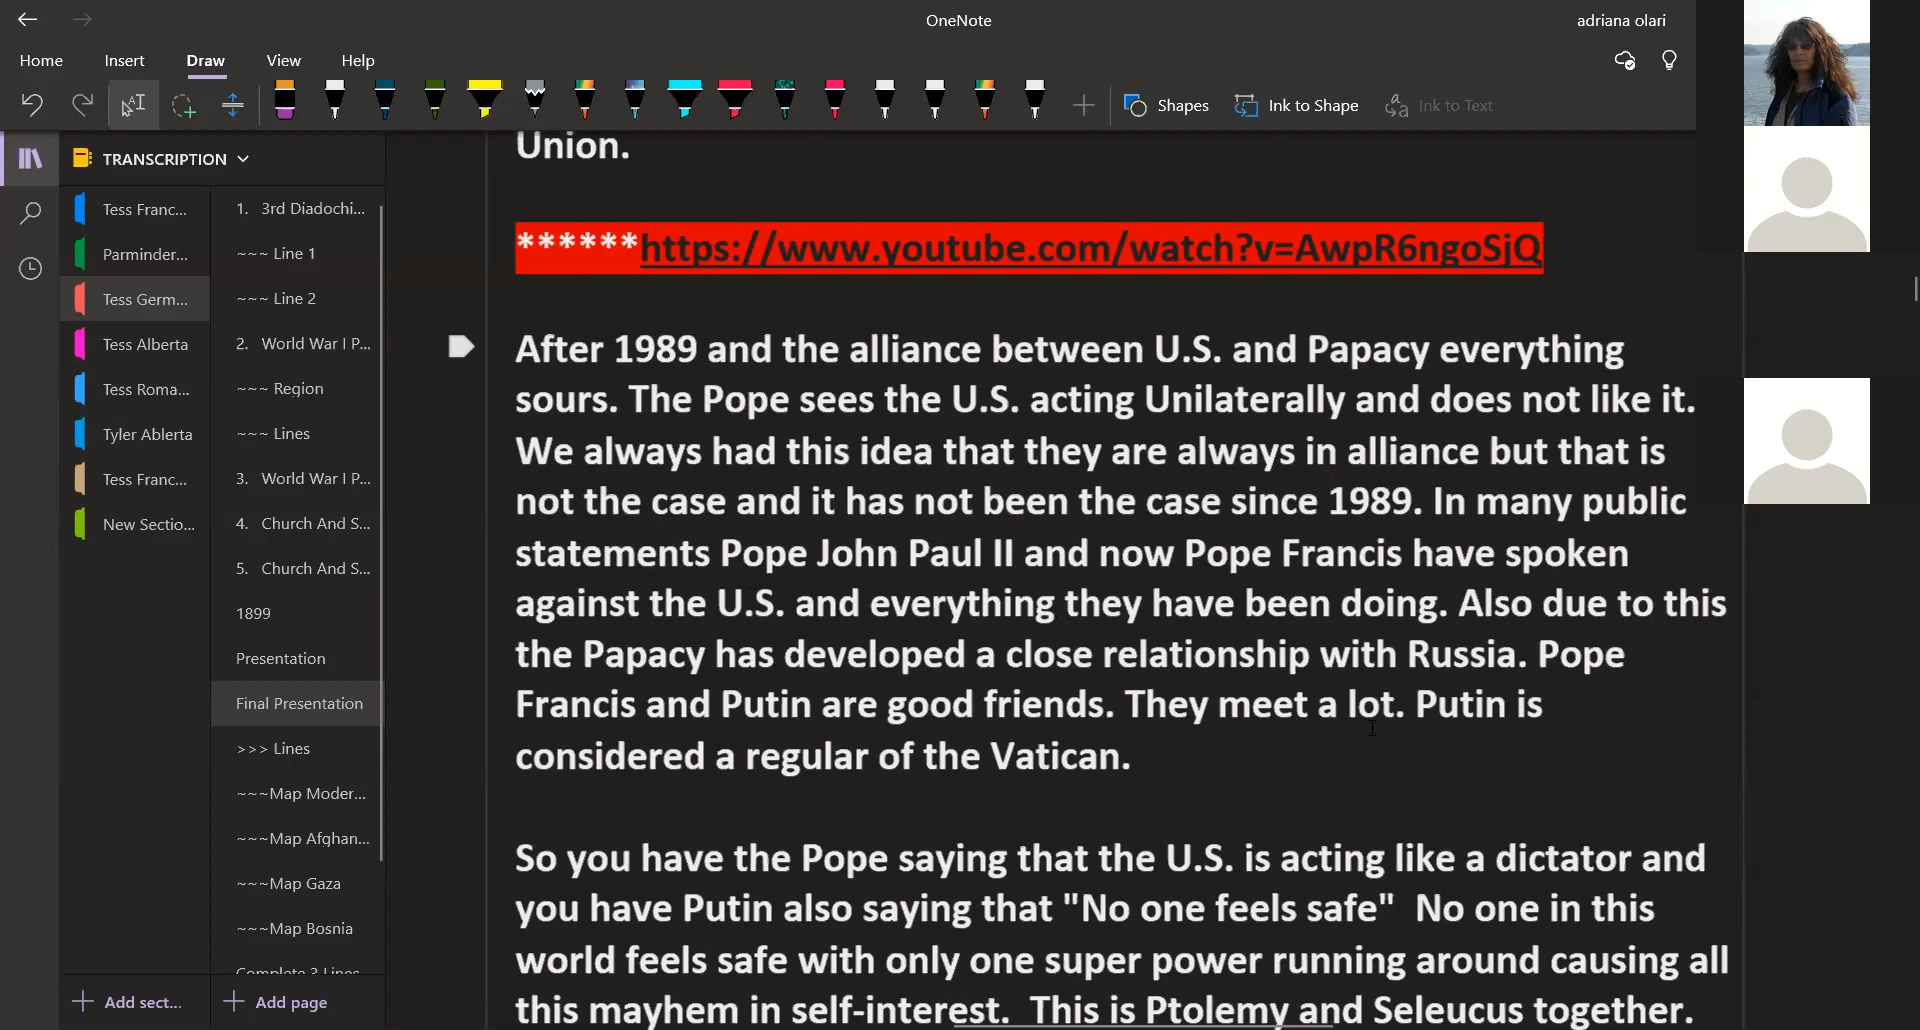 OneNote
adriana olari
Home
Insert
Draw
View
Help
Shapes
Ink to Shape
Ink to Text
TRANSCRIPTION
Tess Franc...
Parminder...
Tess Germ...
Tess Alberta
Tess Roma...
Tyler Ablerta
Tess Franc...
New Sectio...
Add sect...
1. 3rd Diadochi...
~~~ Line 1
~~~ Line 2
2. World War I P...
~~~ Region
~~~ Lines
3. World War I P...
4. Church And S...
5. Church And S...
1899
Presentation
Final Presentation
>>> Lines
~~~Map Moder...
~~~Map Afghan...
~~~Map Gaza
~~~Map Bosnia
Complete 3 Lines
Add page
Union.
******https://www.youtube.com/watch?v=AwpR6ngoSjQ
After 1989 and the alliance between U.S. and Papacy everything
sours. The Pope sees the U.S. acting Unilaterally and does not like it.
We always had this idea that they are always in alliance but that is
not the case and it has not been the case since 1989. In many public
statements Pope John Paul II and now Pope Francis have spoken
against the U.S. and everything they have been doing. Also due to this
the Papacy has developed a close relationship with Russia. Pope
Francis and Putin are good friends. They meet a lot. Putin is
considered a regular of the Vatican.
So you have the Pope saying that the U.S. is acting like a dictator and
you have Putin also saying that "No one feels safe"  No one in this
world feels safe with only one super power running around causing all
this mayhem in self-interest.  This is Ptolemy and Seleucus together.